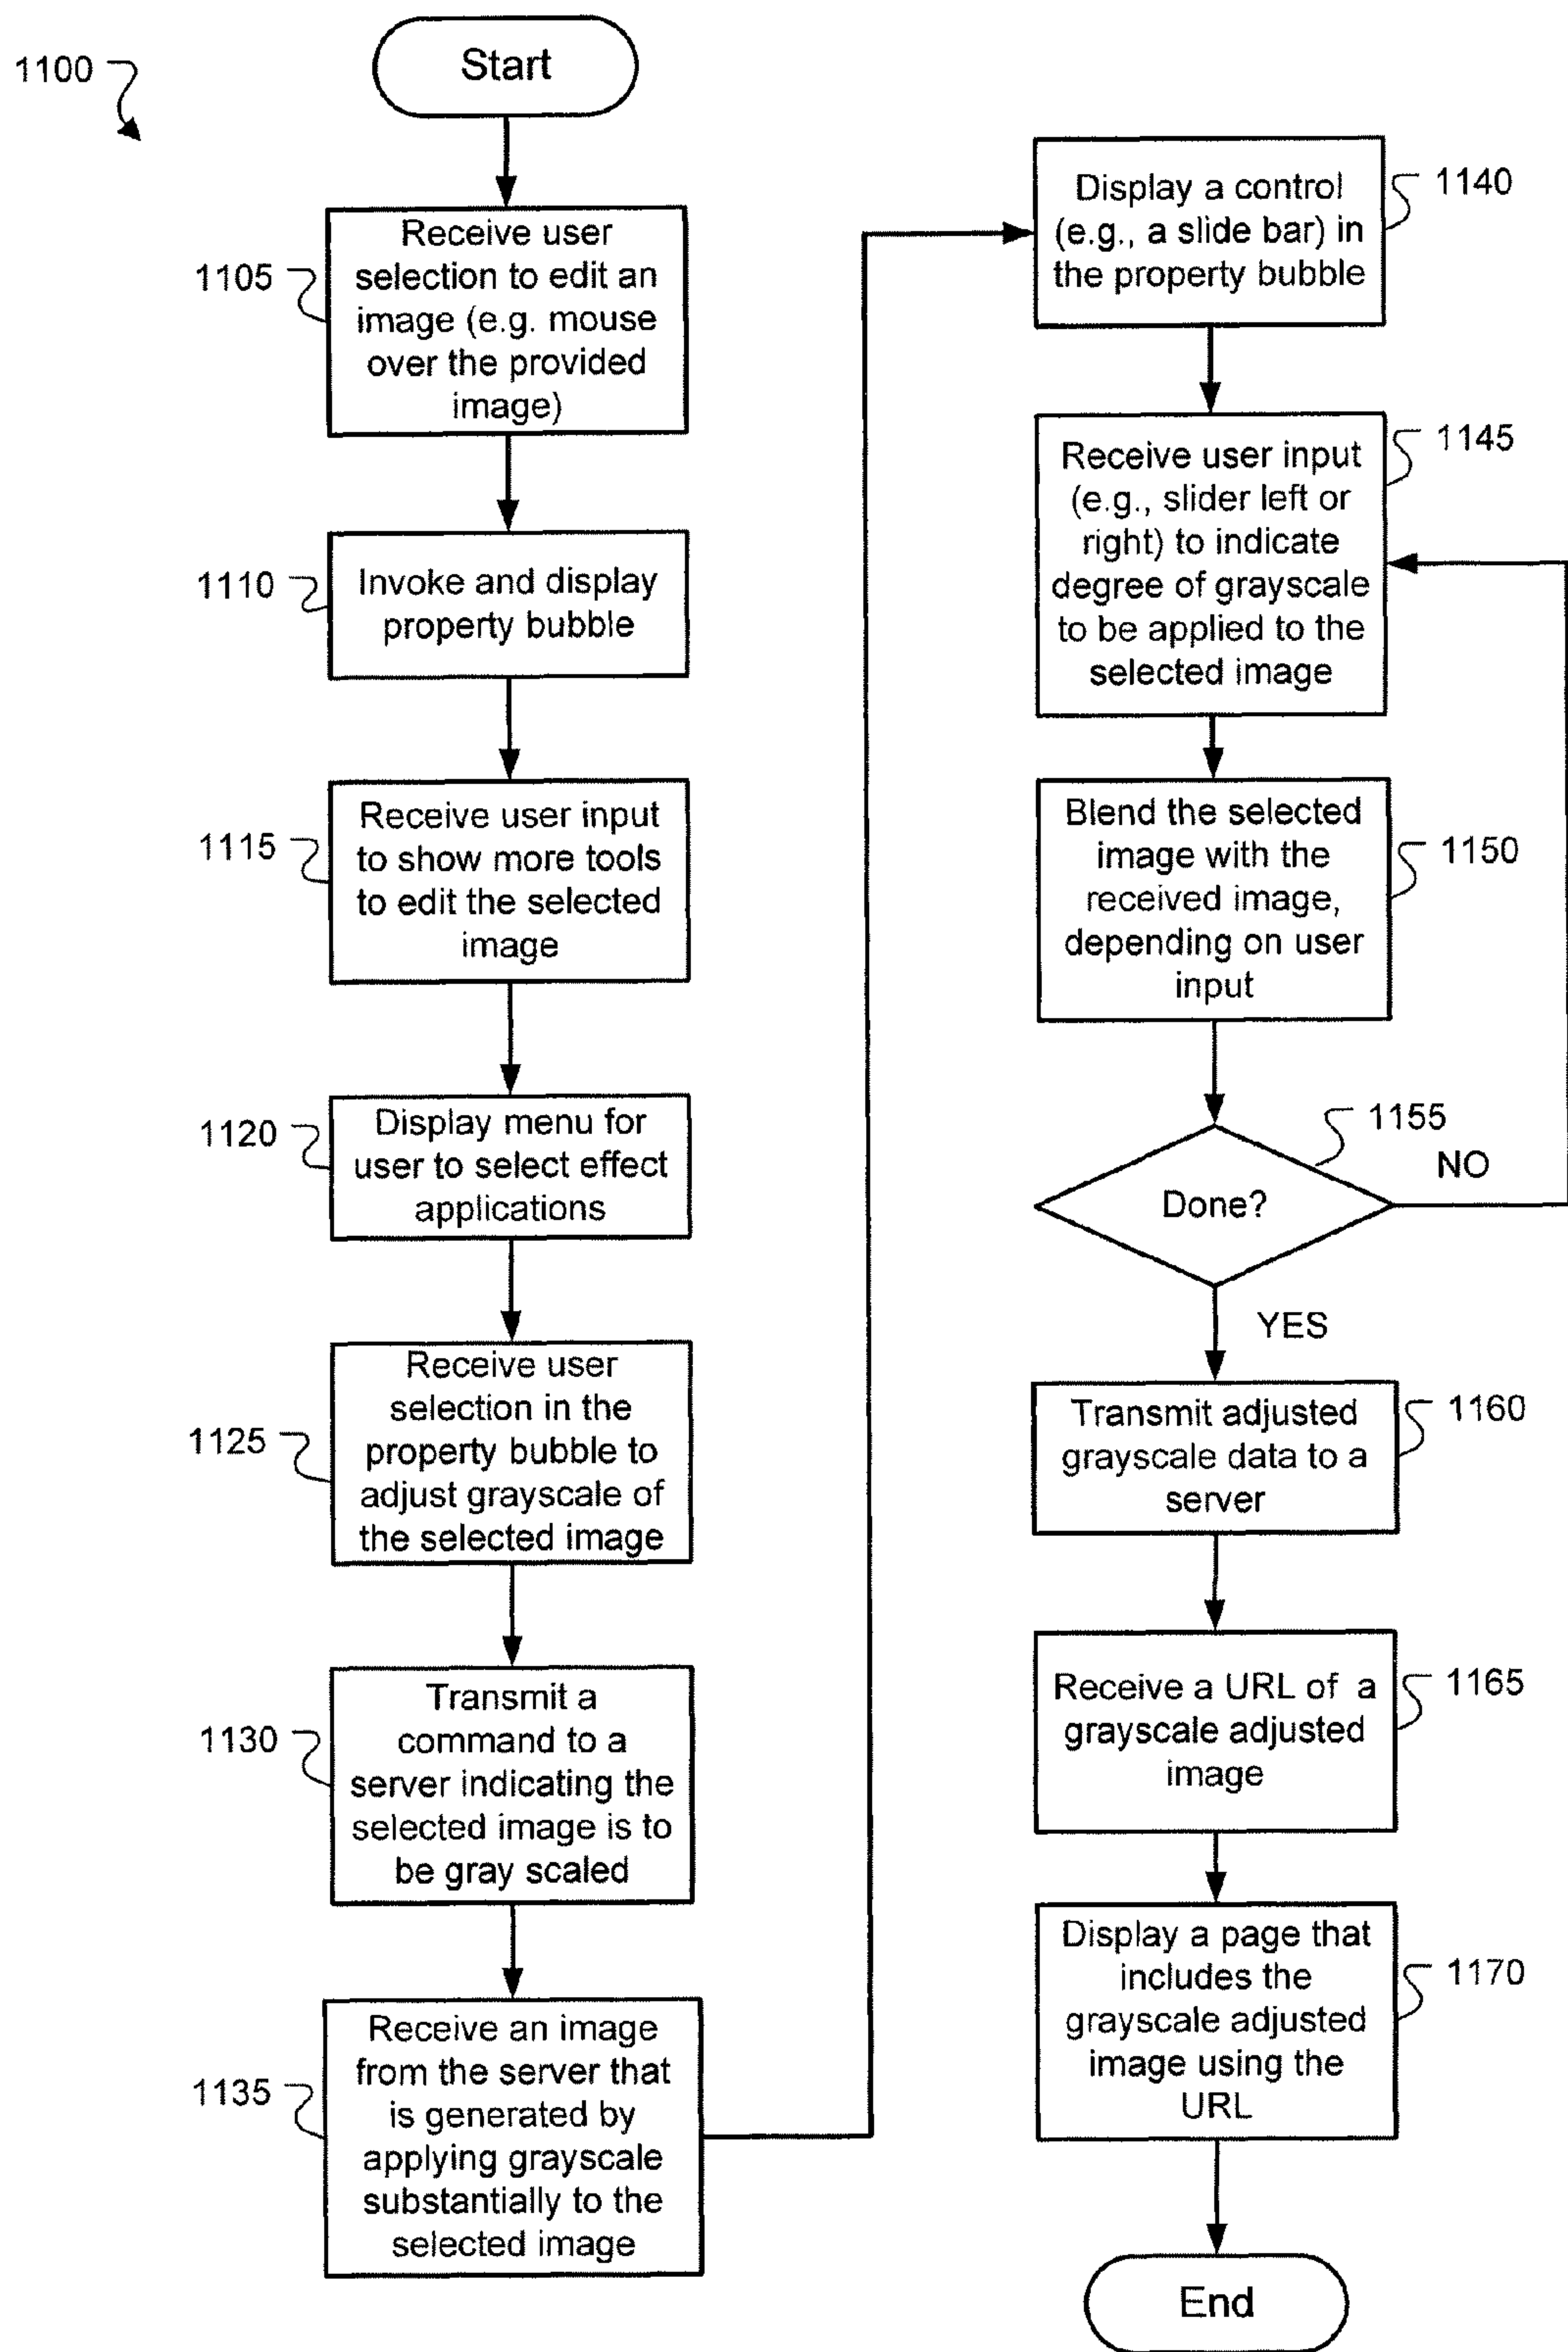 1100
Start
1105
Receive user
selection to edit an
image (e.g. mouse
over the provided
image)
1110
Invoke and display
property bubble
1115
Receive user input
to show more tools
to edit the selected
image
1120
Display menu for
user to select effect
applications
1125
Receive user
selection in the
property bubble to
adjust grayscale of
the selected image
1130
Transmit a
command to a
server indicating the
selected image is to
be gray scaled
1135
Receive an image
from the server that
is generated by
applying grayscale
substantially to the
selected image
1140
Display a control
(e.g., a slide bar) in
the property bubble
1145
Receive user input
(e.g., slider left or
right) to indicate
degree of grayscale
to be applied to the
selected image
1150
Blend the selected
image with the
received image,
depending on user
input
1155
Done?
NO
YES
1160
Transmit adjusted
grayscale data to a
server
1165
Receive a URL of a
grayscale adjusted
image
1170
Display a page that
includes the
grayscale adjusted
image using the
URL
End